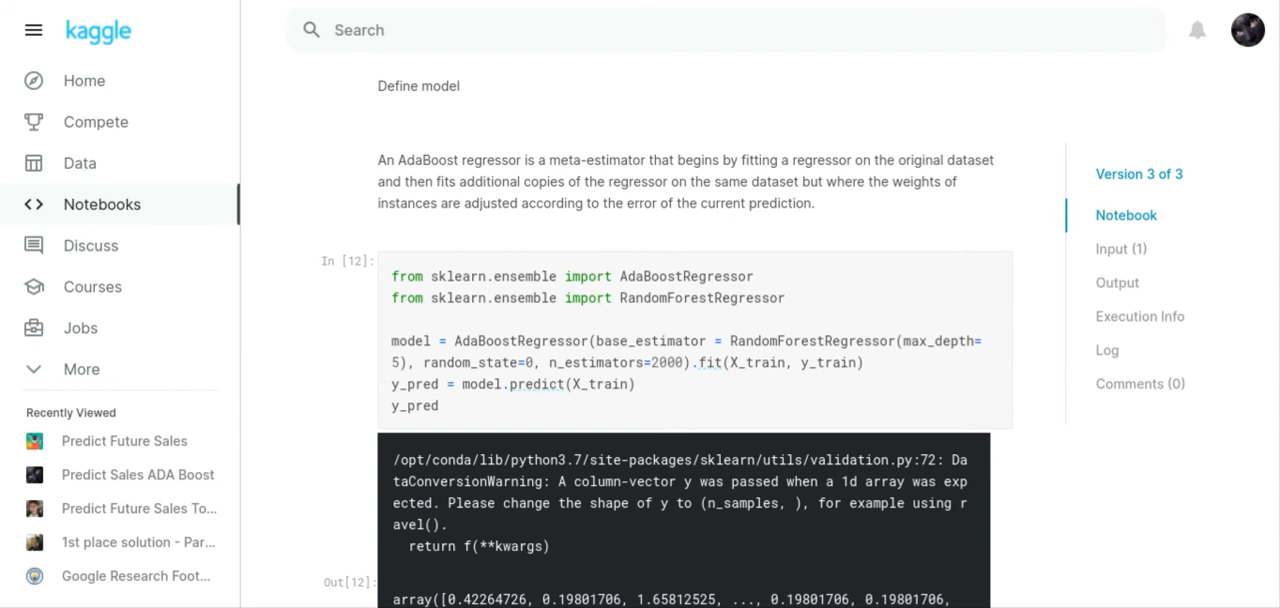 kaggle
Search
Home
Compete
Data
Notebooks
Discuss
Courses
Jobs
More
Recently Viewed
Predict Future Sales
Predict Sales ADA Boost
Predict Future Sales To...
1st place solution - Par...
Google Research Foot...
Define model
An AdaBoost regressor is a meta-estimator that begins by fitting a regressor on the original dataset
and then fits additional copies of the regressor on the same dataset but where the weights of
instances are adjusted according to the error of the current prediction.
In [12]:
from sklearn.ensemble import AdaBoostRegressor
from sklearn.ensemble import RandomForestRegressor
model = AdaBoostRegressor(base_estimator = RandomForestRegressor(max_depth=
5), random_state=0, n_estimators=2000).fit(X_train, y_train)
y_pred = model.predict(X_train)
y_pred
/opt/conda/lib/python3.7/site-packages/sklearn/utils/validation.py:72: Da
taConversionWarning: A column-vector y was passed when a 1d array was exp
ected. Please change the shape of y to (n_samples, ), for example using r
avel().
return f(**kwargs)
Out[12]:
array([0.42264726, 0.19801706, 1.65812525, ..., 0.19801706, 0.19801706,
Version 3 of 3
Notebook
Input (1)
Output
Execution Info
Log
Comments (0)